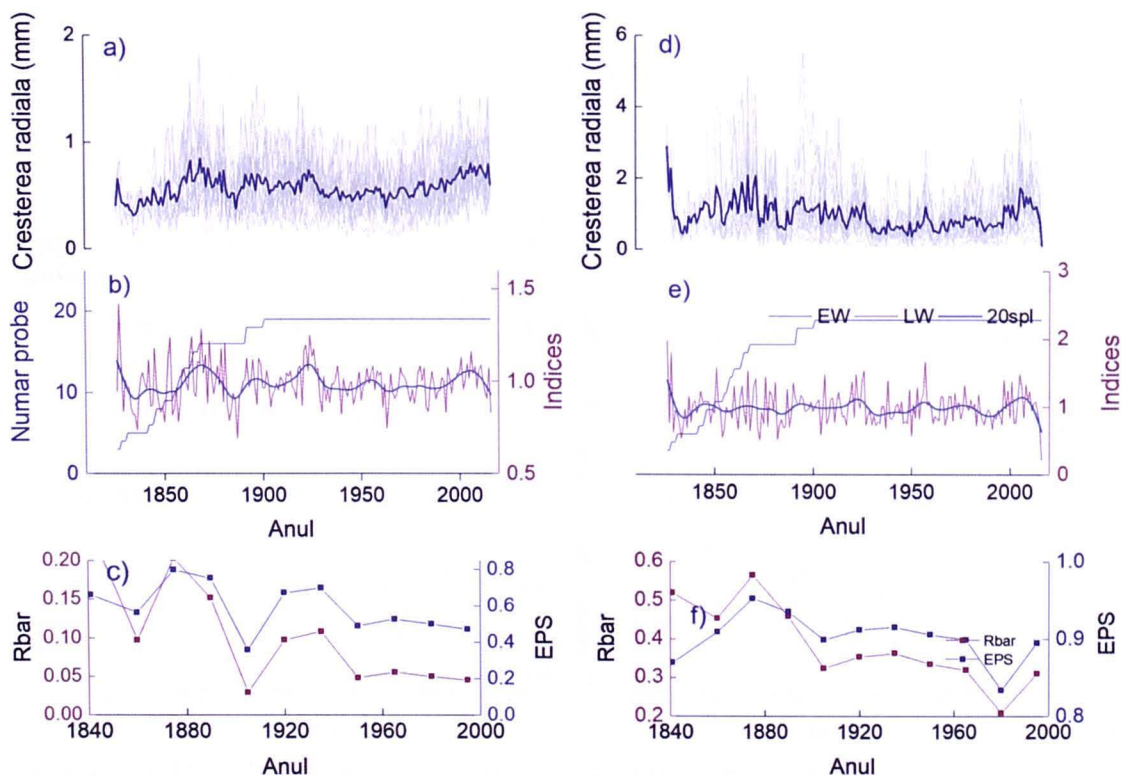 a)
Cresterea radiala (mm)
2
1
0
d)
Cresterea radiala (mm)
6
4
2
0
b)
Numar probe
20
10
0
1.5
1.0
0.5
Indices
1850 1900 1950 2000
Anul
e)
EW LW 20spl
3
2
1
0
Indices
1850 1900 1950 2000
Anul
c)
Rbar
0.20
0.15
0.10
0.05
0.00
0.8
0.6
0.4
0.2
0.0
EPS
1840 1880 1920 1960 2000
Anul
f)
Rbar
0.6
0.5
0.4
0.3
0.2
Rbar
EPS
1.0
0.9
0.8
EPS
1840 1880 1920 1960 2000
Anul